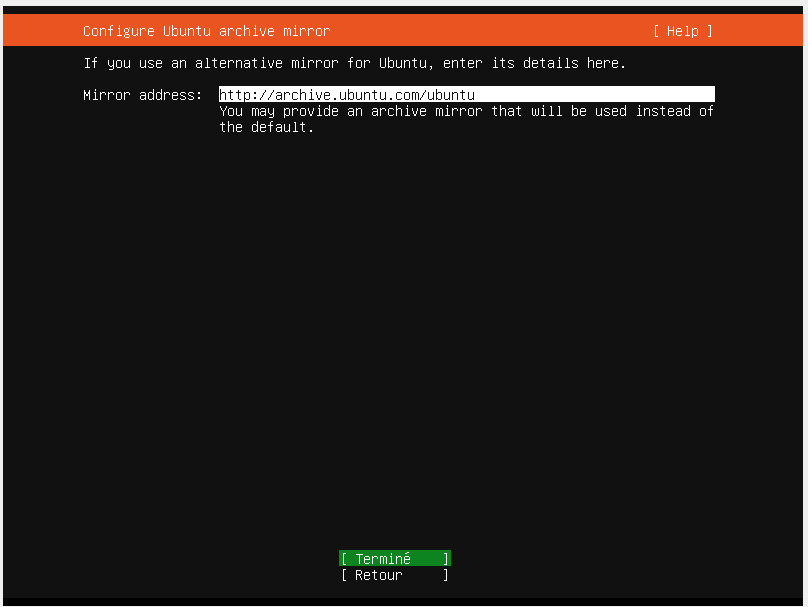 Configure Ubuntu archive mirror [ Help ]
If you use an alternative mirror for Ubuntu, enter its details here.
Mirror address: http://archive.ubuntu.com/ubuntu
You may provide an archive mirror that will be used instead of
the default.
[ Terminé ]
[ Retour ]